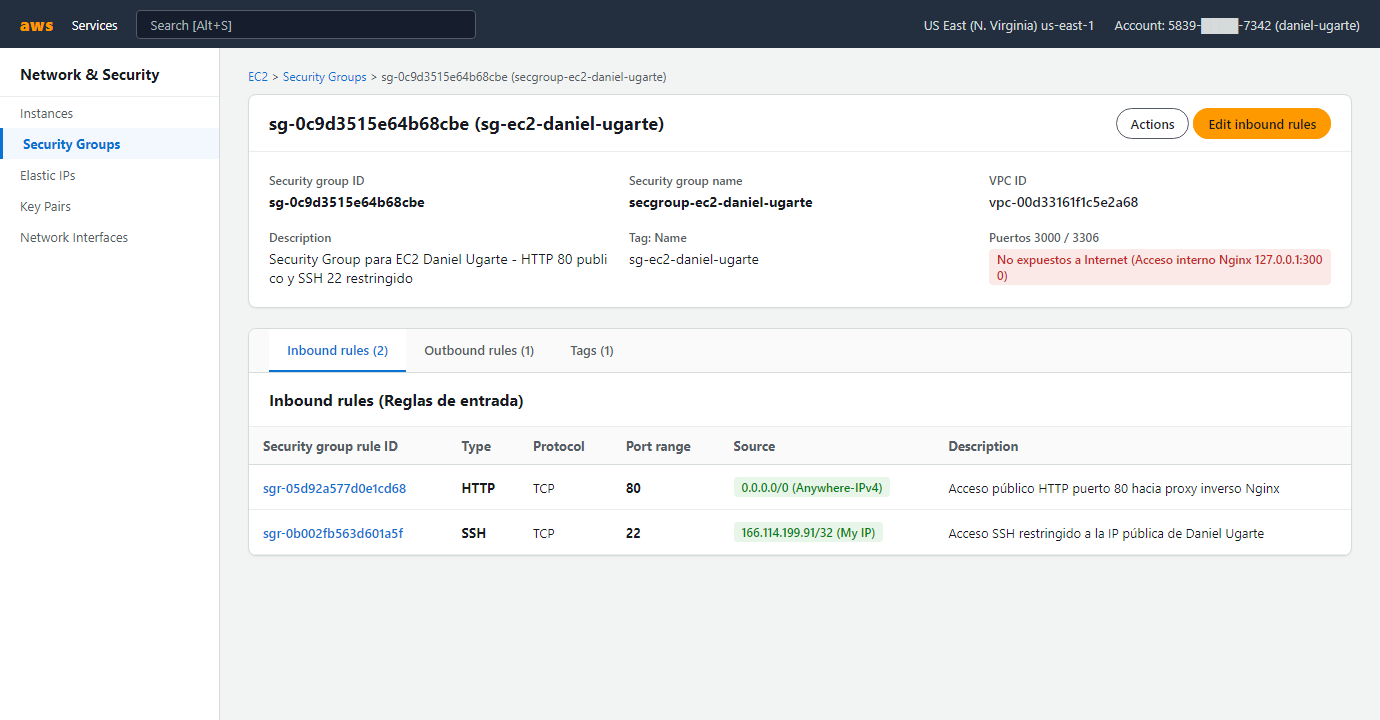 aws Services Search [Alt+S] US East (N. Virginia) us-east-1 Account: 5839-████-7342 (daniel-ugarte)
Network & Security
Instances
Security Groups
Elastic IPs
Key Pairs
Network Interfaces
EC2 > Security Groups > sg-0c9d3515e64b68cbe (secgroup-ec2-daniel-ugarte)
sg-0c9d3515e64b68cbe (sg-ec2-daniel-ugarte) Actions Edit inbound rules
Security group ID Security group name VPC ID
sg-0c9d3515e64b68cbe secgroup-ec2-daniel-ugarte vpc-00d33161f1c5e2a68
Description Tag: Name Puertos 3000 / 3306
Security Group para EC2 Daniel Ugarte - HTTP 80 publi sg-ec2-daniel-ugarte No expuestos a Internet (Acceso interno Nginx 127.0.0.1:300
co y SSH 22 restringido 0)
Inbound rules (2) Outbound rules (1) Tags (1)
Inbound rules (Reglas de entrada)
Security group rule ID Type Protocol Port range Source Description
sgr-05d92a577d0e1cd68 HTTP TCP 80 0.0.0.0/0 (Anywhere-IPv4) Acceso público HTTP puerto 80 hacia proxy inverso Nginx
sgr-0b002fb563d601a5f SSH TCP 22 166.114.199.91/32 (My IP) Acceso SSH restringido a la IP pública de Daniel Ugarte